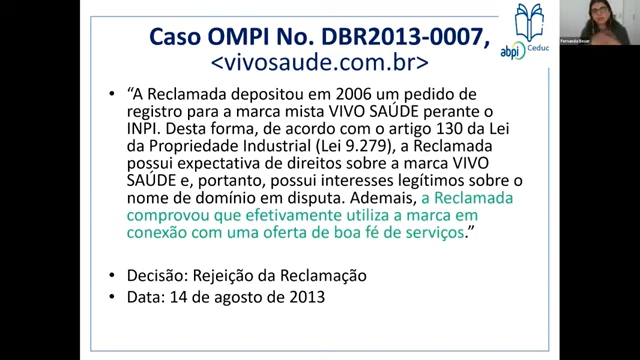 Caso OMPI No. DBR2013-0007,
<vivosaude.com.br>
abpi Ceduc
• “A Reclamada depositou em 2006 um pedido de
registro para a marca mista VIVO SAÚDE perante o
INPI. Desta forma, de acordo com o artigo 130 da Lei
da Propriedade Industrial (Lei 9.279), a Reclamada
possui expectativa de direitos sobre a marca VIVO
SAÚDE e, portanto, possui interesses legítimos sobre o
nome de domínio em disputa. Ademais, a Reclamada
comprovou que efetivamente utiliza a marca em
conexão com uma oferta de boa fé de serviços.”
• Decisão: Rejeição da Reclamação
• Data: 14 de agosto de 2013